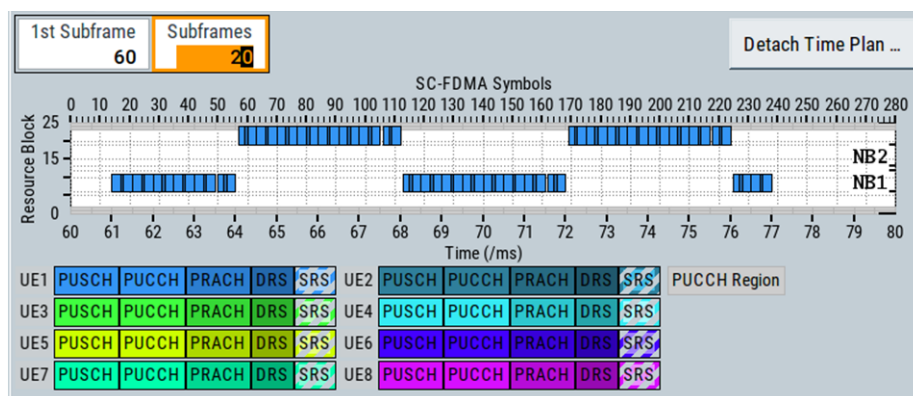 1st Subframe Subframes
60 20
Detach Time Plan ...
SC-FDMA Symbols
0 10 20 30 40 50 60 70 80 90 100 110 120 130 140 150 160 170 180 190 200 210 220 230 240 250 260 270 280
Resource Block
25
15
0
NB2
NB1
60 61 62 63 64 65 66 67 68 69 70 71 72 73 74 75 76 77 78 79 80
Time (/ms)
UE1 PUSCH PUCCH PRACH DRS SRS UE2 PUSCH PUCCH PRACH DRS SRS PUCCH Region
UE3 PUSCH PUCCH PRACH DRS SRS UE4 PUSCH PUCCH PRACH DRS SRS
UE5 PUSCH PUCCH PRACH DRS SRS UE6 PUSCH PUCCH PRACH DRS SRS
UE7 PUSCH PUCCH PRACH DRS SRS UE8 PUSCH PUCCH PRACH DRS SRS